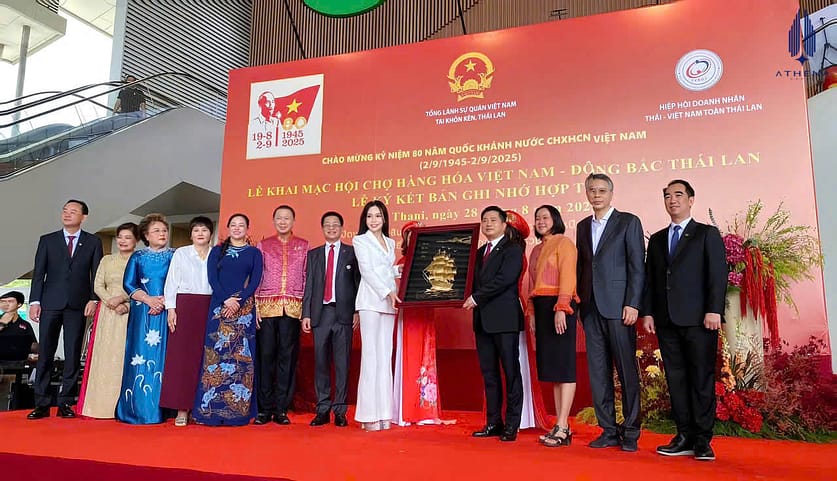 19-8
2-9
1945
2025
TỔNG LÃNH SỰ QUÁN VIỆT NAM
TẠI KHÓN KÈN, THÁI LAN
HIỆP HỘI DOANH NHÂN
THÁI - VIỆT NAM TOÀN THÁI LAN
ATHENA
CHÀO MỪNG KỶ NIỆM 80 NĂM QUỐC KHÁNH NƯỚC CHXHCN VIỆT NAM
(2/9/1945-2/9/2025)
LỄ KHAI MẠC HỘI CHỢ HÀNG HÓA VIỆT NAM - ĐÔNG BẮC THÁI LAN
LỄ KÝ KẾT BẢN GHI NHỚ HỢP T
Thani, ngày 28